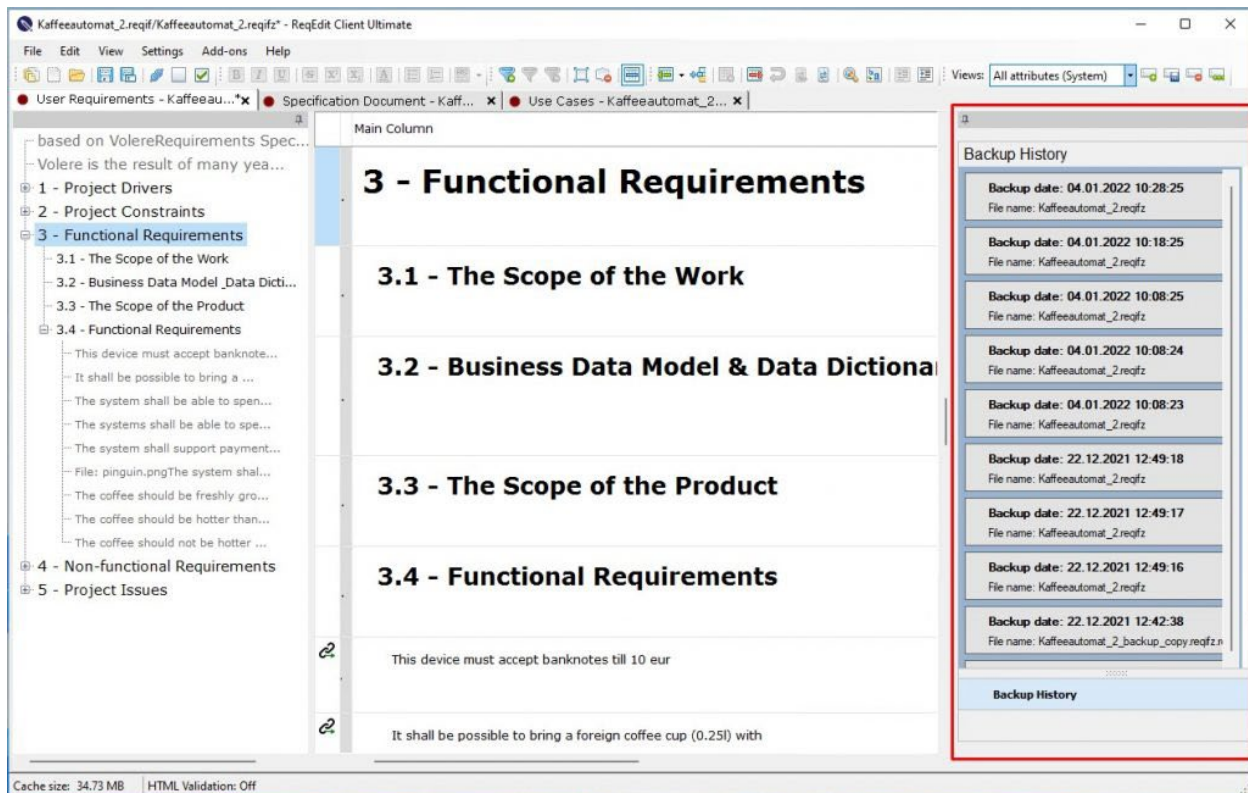 Kaffeeautomat_2.reqif/Kaffeeautomat_2.reqifz* - ReqEdit Client Ultimate
File Edit View Settings Add-ons Help
Views: All attributes (System)
User Requirements - Kaffeeau...*x Specification Document - Kaff... x Use Cases - Kaffeeautomat_2... x
based on VolereRequirements Spec...
Volere is the result of many yea...
1 - Project Drivers
2 - Project Constraints
3 - Functional Requirements
3.1 - The Scope of the Work
3.2 - Business Data Model _Data Dicti...
3.3 - The Scope of the Product
3.4 - Functional Requirements
This device must accept banknote...
It shall be possible to bring a ...
The system shall be able to spen...
The systems shall be able to spe...
The system shall support payment...
File: pinguin.pngThe system shal...
The coffee should be freshly gro...
The coffee should be hotter than...
The coffee should not be hotter ...
4 - Non-functional Requirements
5 - Project Issues
Main Column
3 - Functional Requirements
3.1 - The Scope of the Work
3.2 - Business Data Model & Data Dictiona
3.3 - The Scope of the Product
3.4 - Functional Requirements
This device must accept banknotes till 10 eur
It shall be possible to bring a foreign coffee cup (0.25l) with
Backup History
Backup date: 04.01.2022 10:28:25
File name: Kaffeeautomat_2.reqifz
Backup date: 04.01.2022 10:18:25
File name: Kaffeeautomat_2.reqifz
Backup date: 04.01.2022 10:08:25
File name: Kaffeeautomat_2.reqifz
Backup date: 04.01.2022 10:08:24
File name: Kaffeeautomat_2.reqifz
Backup date: 04.01.2022 10:08:23
File name: Kaffeeautomat_2.reqifz
Backup date: 22.12.2021 12:49:18
File name: Kaffeeautomat_2.reqifz
Backup date: 22.12.2021 12:49:17
File name: Kaffeeautomat_2.reqifz
Backup date: 22.12.2021 12:49:16
File name: Kaffeeautomat_2.reqifz
Backup date: 22.12.2021 12:42:38
File name: Kaffeeautomat_2_backup_copy.reqifz.r
Backup History
Cache size: 34.73 MB HTML Validation: Off